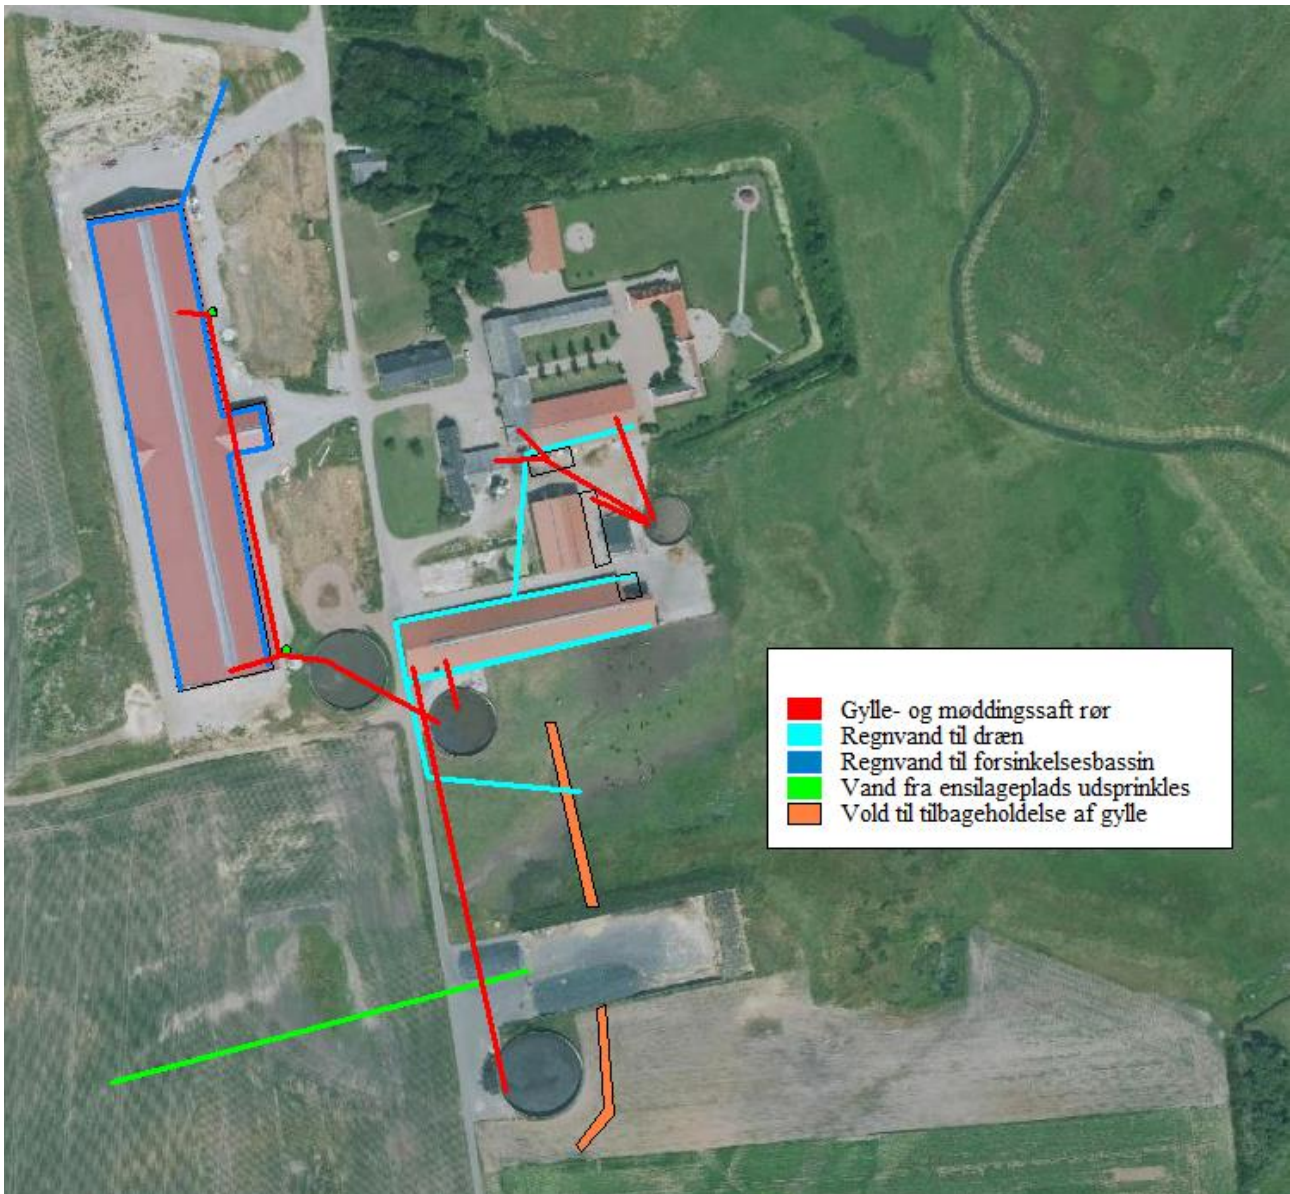 Gylle- og møddingssaft rør
Regnvand til dræn
Regnvand til forsinkelsesbassin
Vand fra ensilageplads udsprinkles
Vold til tilbageholdelse af gylle